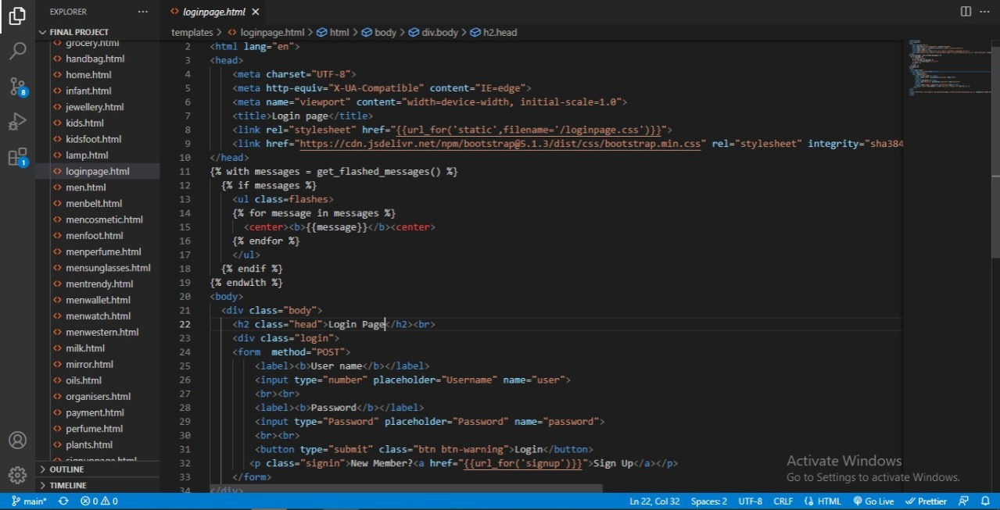 EXPLORER
loginpage.html
FINAL PROJECT
templates > loginpage.html > html > body > div.body > h2.head
grocery.html
handbag.html
home.html
infant.html
jewellery.html
kids.html
kidsfoot.html
lamp.html
loginpage.html
men.html
menbelt.html
mencosmetic.html
menfoot.html
menperfume.html
mensunglasses.html
mentrendy.html
menwallet.html
menwatch.html
menwestern.html
milk.html
mirror.html
oils.html
organisers.html
payment.html
perfume.html
plants.html
signuppage.html
OUTLINE
TIMELINE
8
1
2 <html lang="en">
3 <head>
4 <meta charset="UTF-8">
5 <meta http-equiv="X-UA-Compatible" content="IE=edge">
6 <meta name="viewport" content="width=device-width, initial-scale=1.0">
7 <title>Login page</title>
8 <link rel="stylesheet" href="{{url_for('static',filename='/loginpage.css')}}">
9 <link href="https://cdn.jsdelivr.net/npm/bootstrap@5.1.3/dist/css/bootstrap.min.css" rel="stylesheet" integrity="sha384
10 </head>
11 {% with messages = get_flashed_messages() %}
12 {% if messages %}
13 <ul class=flashes>
14 {% for message in messages %}
15 <center><b>{{message}}</b><center>
16 {% endfor %}
17 </ul>
18 {% endif %}
19 {% endwith %}
20 <body>
21 <div class="body">
22 <h2 class="head">Login Page</h2><br>
23 <div class="login">
24 <form  method="POST">
25 <label><b>User name</b></label>
26 <input type="number" placeholder="Username" name="user">
27 <br><br>
28 <label><b>Password</b></label>
29 <input type="Password" placeholder="Password" name="password">
30 <br><br>
31 <button type="submit" class="btn btn-warning">Login</button>
32 <p class="signin">New Member?<a href="{{url_for('signup')}}">Sign Up</a></p>
33 </form>
34 </div>
Activate Windows
Go to Settings to activate Windows.
main* 0 0 Ln 22, Col 32 Spaces: 2 UTF-8 CRLF HTML Go Live Prettier